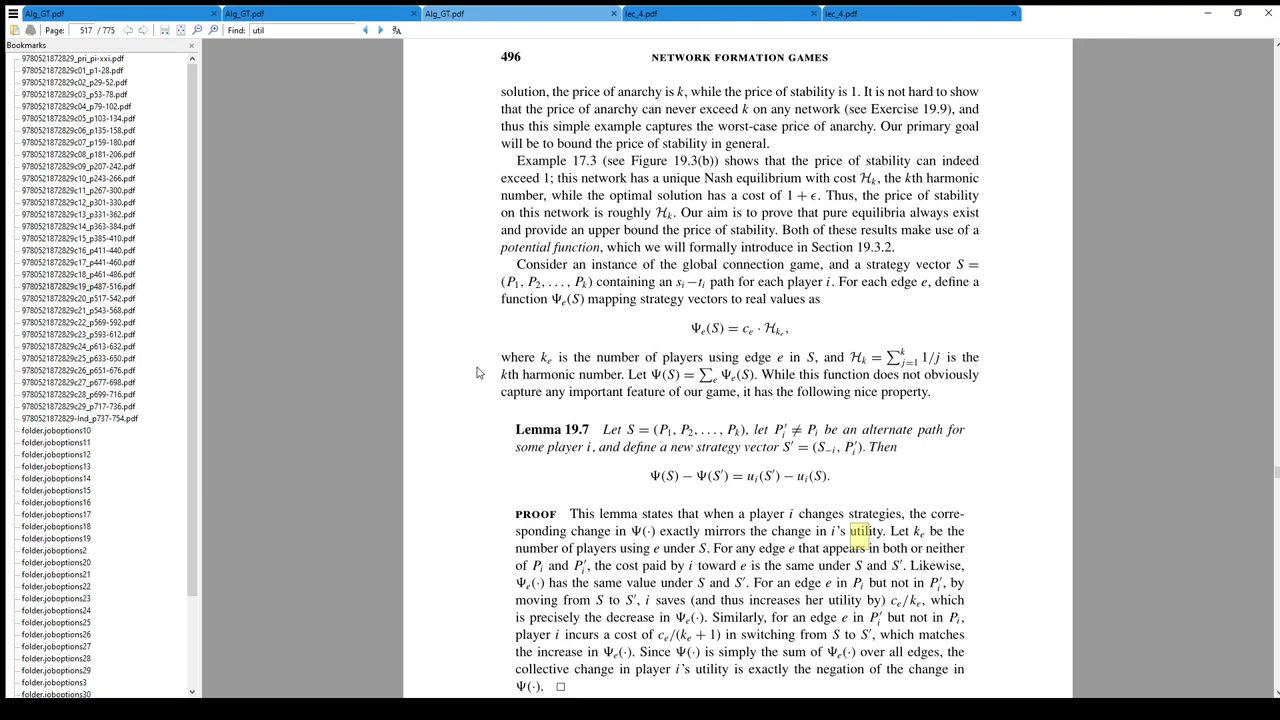 Alg_GT.pdf × Alg_GT.pdf × Alg_GT.pdf × lec_4.pdf × lec_4.pdf ×
Page: 517 / 775 Find: util
Bookmarks ×
9780521872829_pri_pi-xxi.pdf
9780521872829c01_p1-28.pdf
9780521872829c02_p29-52.pdf
9780521872829c03_p53-78.pdf
9780521872829c04_p79-102.pdf
9780521872829c05_p103-134.pdf
9780521872829c06_p135-158.pdf
9780521872829c07_p159-180.pdf
9780521872829c08_p181-206.pdf
9780521872829c09_p207-242.pdf
9780521872829c10_p243-266.pdf
9780521872829c11_p267-300.pdf
9780521872829c12_p301-330.pdf
9780521872829c13_p331-362.pdf
9780521872829c14_p363-384.pdf
9780521872829c15_p385-410.pdf
9780521872829c16_p411-440.pdf
9780521872829c17_p441-460.pdf
9780521872829c18_p461-486.pdf
9780521872829c19_p487-516.pdf
9780521872829c20_p517-542.pdf
9780521872829c21_p543-568.pdf
9780521872829c22_p569-592.pdf
9780521872829c23_p593-612.pdf
9780521872829c24_p613-632.pdf
9780521872829c25_p633-650.pdf
9780521872829c26_p651-676.pdf
9780521872829c27_p677-698.pdf
9780521872829c28_p699-716.pdf
9780521872829c29_p717-736.pdf
9780521872829-Ind_p737-754.pdf
folder.joboptions10
folder.joboptions11
folder.joboptions12
folder.joboptions13
folder.joboptions14
folder.joboptions15
folder.joboptions16
folder.joboptions17
folder.joboptions18
folder.joboptions19
folder.joboptions2
folder.joboptions20
folder.joboptions21
folder.joboptions22
folder.joboptions23
folder.joboptions24
folder.joboptions25
folder.joboptions26
folder.joboptions27
folder.joboptions28
folder.joboptions29
folder.joboptions3
folder.joboptions30
496 NETWORK FORMATION GAMES
solution, the price of anarchy is k, while the price of stability is 1. It is not hard to show
that the price of anarchy can never exceed k on any network (see Exercise 19.9), and
thus this simple example captures the worst-case price of anarchy. Our primary goal
will be to bound the price of stability in general.
Example 17.3 (see Figure 19.3(b)) shows that the price of stability can indeed
exceed 1; this network has a unique Nash equilibrium with cost ℋₖ, the kth harmonic
number, while the optimal solution has a cost of 1 + ϵ. Thus, the price of stability
on this network is roughly ℋₖ. Our aim is to prove that pure equilibria always exist
and provide an upper bound the price of stability. Both of these results make use of a
potential function, which we will formally introduce in Section 19.3.2.
Consider an instance of the global connection game, and a strategy vector S =
(P₁, P₂, . . . , Pₖ) containing an sᵢ − tᵢ path for each player i. For each edge e, define a
function Ψₑ(S) mapping strategy vectors to real values as
Ψₑ(S) = cₑ · ℋ_{kₑ},
where kₑ is the number of players using edge e in S, and ℋₖ = ∑ᵏⱼ₌₁ 1/j is the
kth harmonic number. Let Ψ(S) = ∑ₑ Ψₑ(S). While this function does not obviously
capture any important feature of our game, it has the following nice property.
Lemma 19.7 Let S = (P₁, P₂, . . . , Pₖ), let P′ᵢ ≠ Pᵢ be an alternate path for
some player i, and define a new strategy vector S′ = (S₋ᵢ, P′ᵢ). Then
Ψ(S) − Ψ(S′) = uᵢ(S′) − uᵢ(S).
PROOF This lemma states that when a player i changes strategies, the corre-
sponding change in Ψ(·) exactly mirrors the change in i's utility. Let kₑ be the
number of players using e under S. For any edge e that appears in both or neither
of Pᵢ and P′ᵢ, the cost paid by i toward e is the same under S and S′. Likewise,
Ψₑ(·) has the same value under S and S′. For an edge e in Pᵢ but not in P′ᵢ, by
moving from S to S′, i saves (and thus increases her utility by) cₑ/kₑ, which
is precisely the decrease in Ψₑ(·). Similarly, for an edge e in P′ᵢ but not in Pᵢ,
player i incurs a cost of cₑ/(kₑ + 1) in switching from S to S′, which matches
the increase in Ψₑ(·). Since Ψ(·) is simply the sum of Ψₑ(·) over all edges, the
collective change in player i's utility is exactly the negation of the change in
Ψ(·). □